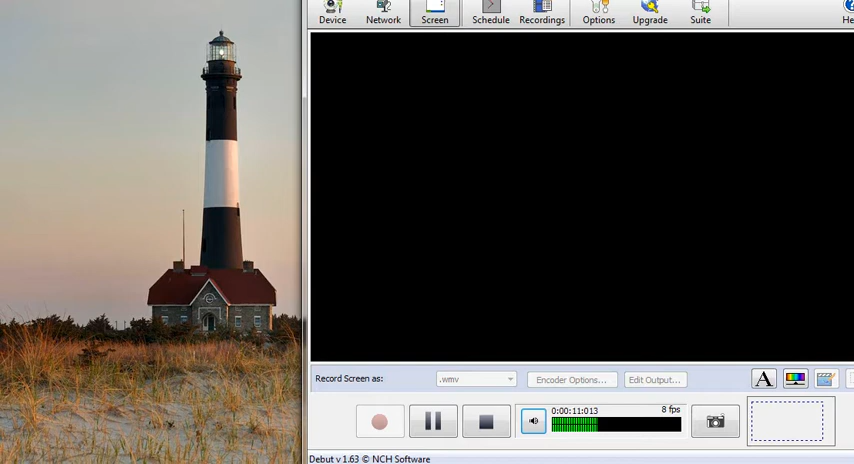 Device Network Screen Schedule Recordings Options Upgrade Suite He
Record Screen as: .wmv Encoder Options... Edit Output... A
0:00:11:013 8 fps
Debut v 1.63 © NCH Software